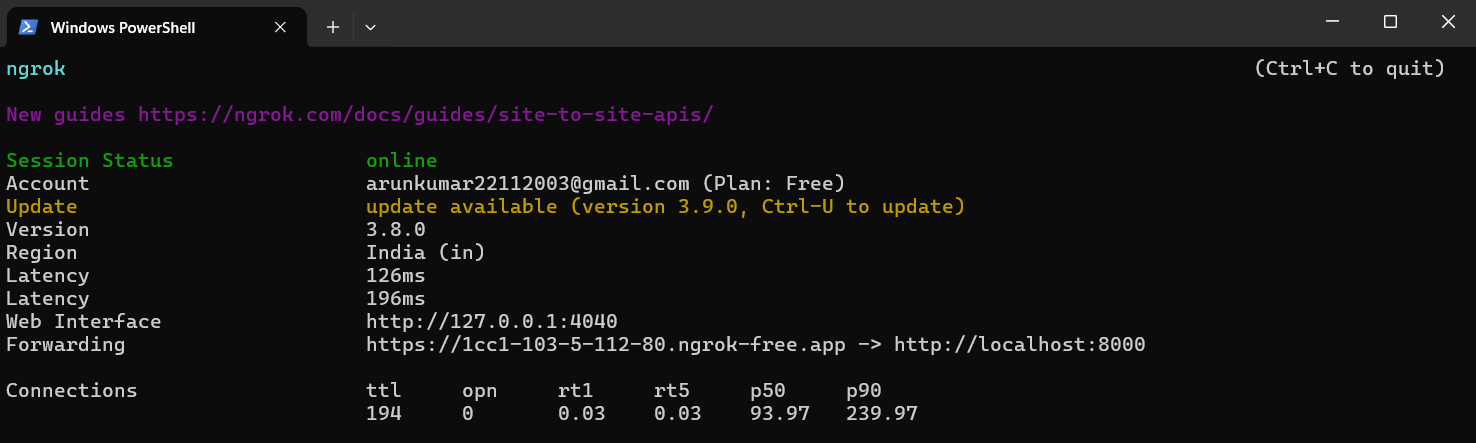 Windows PowerShell
ngrok (Ctrl+C to quit)
New guides https://ngrok.com/docs/guides/site-to-site-apis/
Session Status online
Account arunkumar22112003@gmail.com (Plan: Free)
Update update available (version 3.9.0, Ctrl-U to update)
Version 3.8.0
Region India (in)
Latency 126ms
Latency 196ms
Web Interface http://127.0.0.1:4040
Forwarding https://1cc1-103-5-112-80.ngrok-free.app -> http://localhost:8000
Connections ttl opn rt1 rt5 p50 p90
194 0 0.03 0.03 93.97 239.97